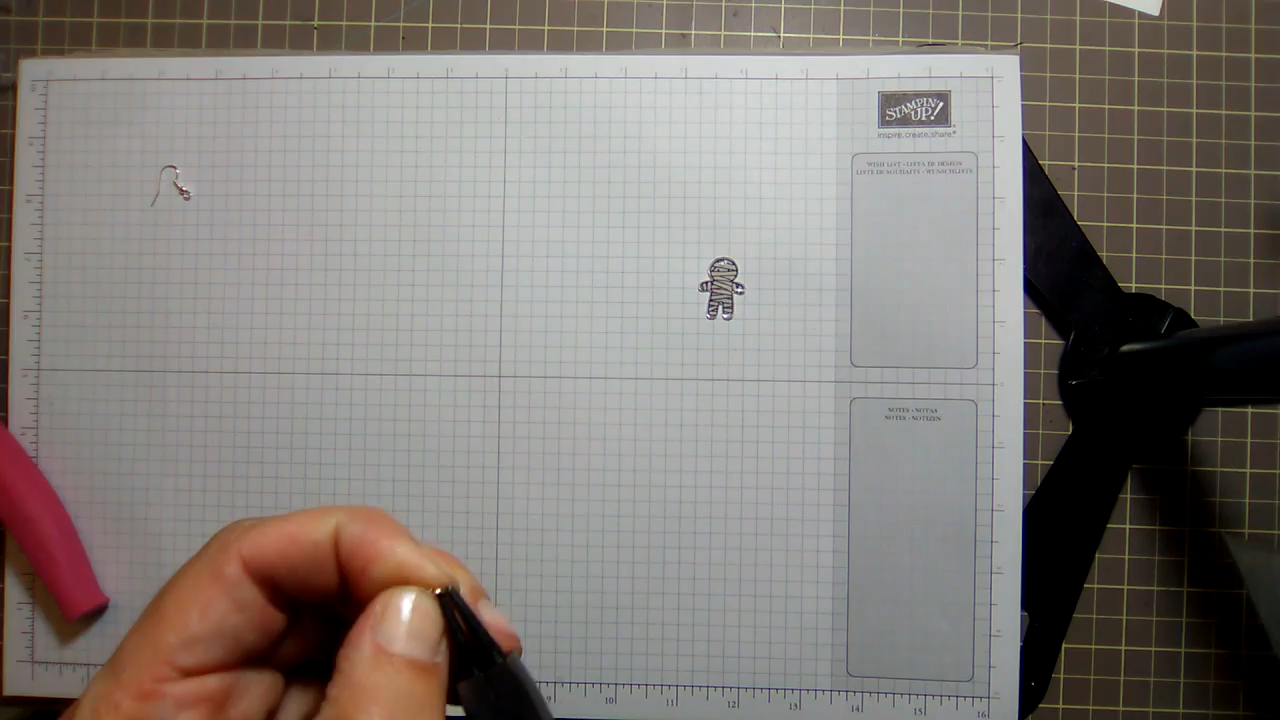 STAMPIN' UP!
inspire.create.share.®
WISH LIST • LISTA DE DESEOS
LISTE DE SOUHAITS • WUNSCHLISTE
NOTES • NOTAS
NOTES • NOTIZEN
9 10 11 12 13 14 15 16